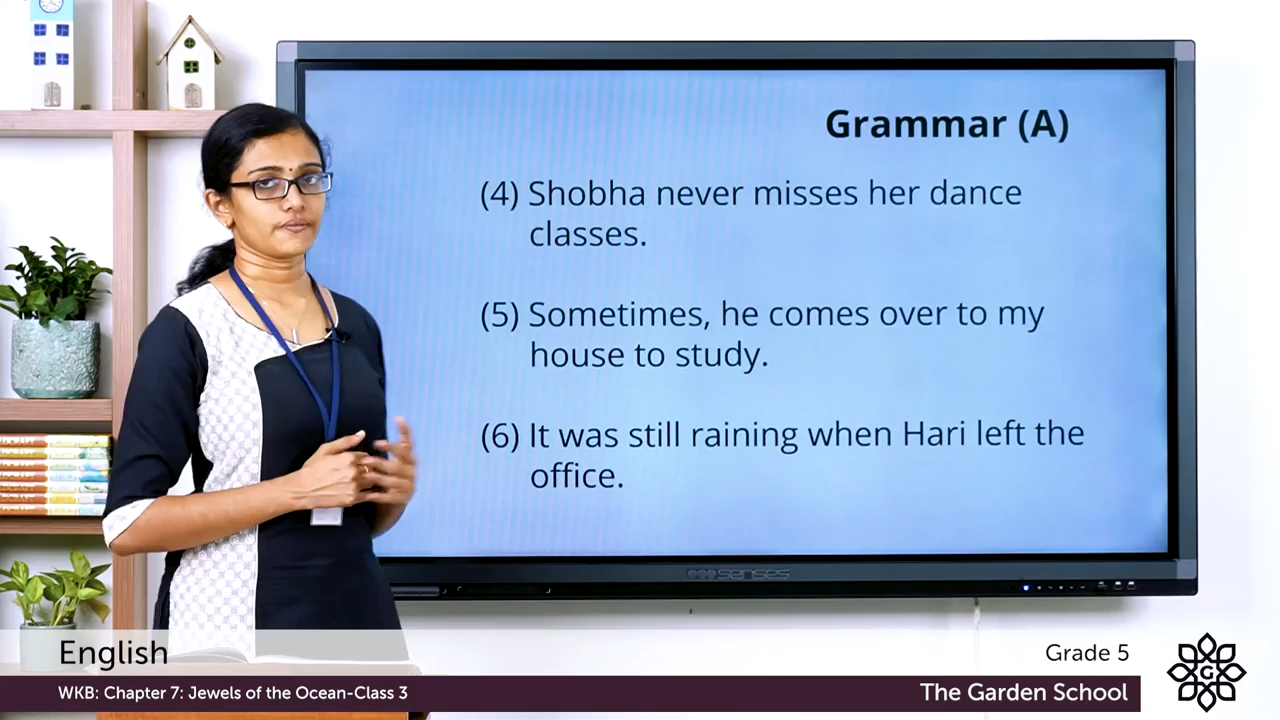 Grammar (A)
(4) Shobha never misses her dance
classes.
(5) Sometimes, he comes over to my
house to study.
(6) It was still raining when Hari left the
office.
senses
English
Grade 5
WKB: Chapter 7: Jewels of the Ocean-Class 3
The Garden School
G